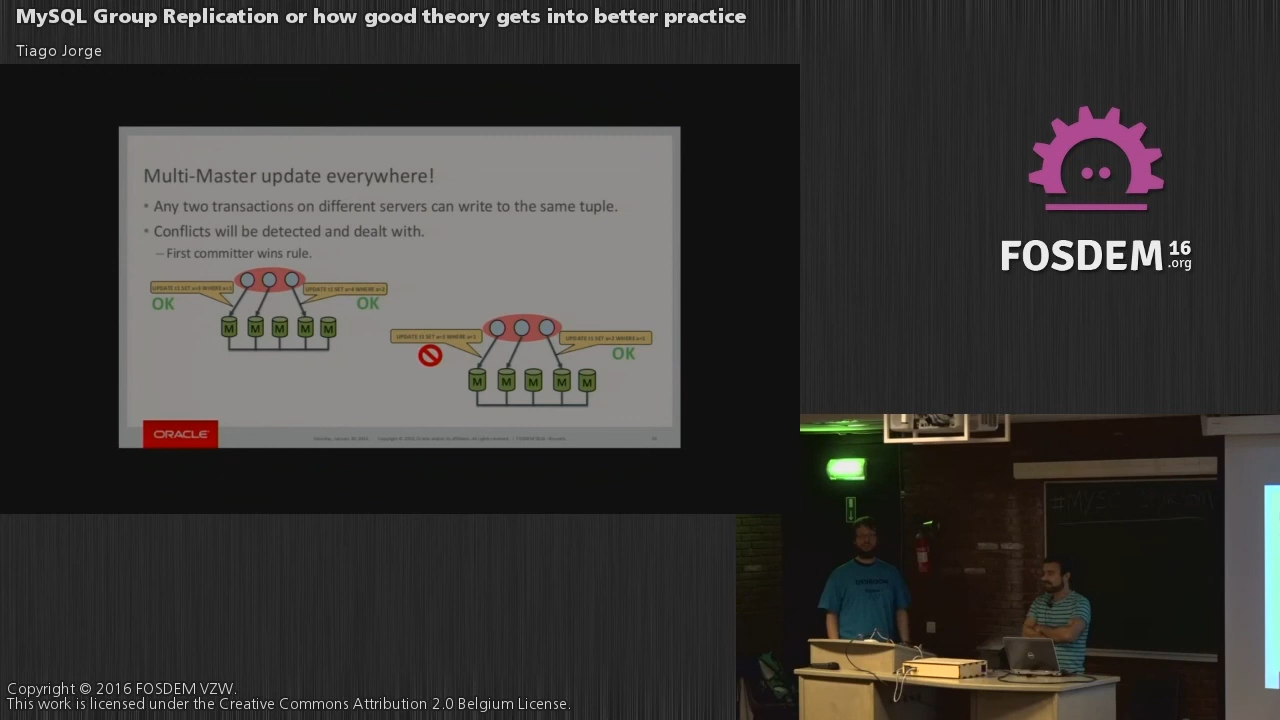 MySQL Group Replication or how good theory gets into better practice
Tiago Jorge
Multi-Master update everywhere!
• Any two transactions on different servers can write to the same tuple.
• Conflicts will be detected and dealt with.
– First committer wins rule.
OK
OK
M M M M M
OK
M M M M M
ORACLE
FOSDEM 16
.org
Copyright © 2016 FOSDEM VZW.
This work is licensed under the Creative Commons Attribution 2.0 Belgium License.